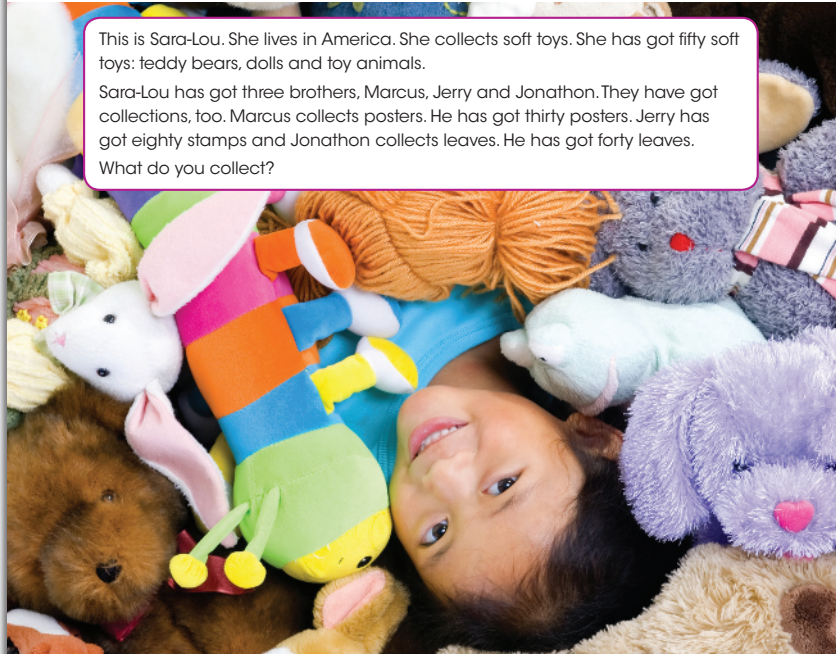 This is Sara-Lou. She lives in America. She collects soft toys. She has got fifty soft
toys: teddy bears, dolls and toy animals.
Sara-Lou has got three brothers, Marcus, Jerry and Jonathon. They have got
collections, too. Marcus collects posters. He has got thirty posters. Jerry has
got eighty stamps and Jonathon collects leaves. He has got forty leaves.
What do you collect?